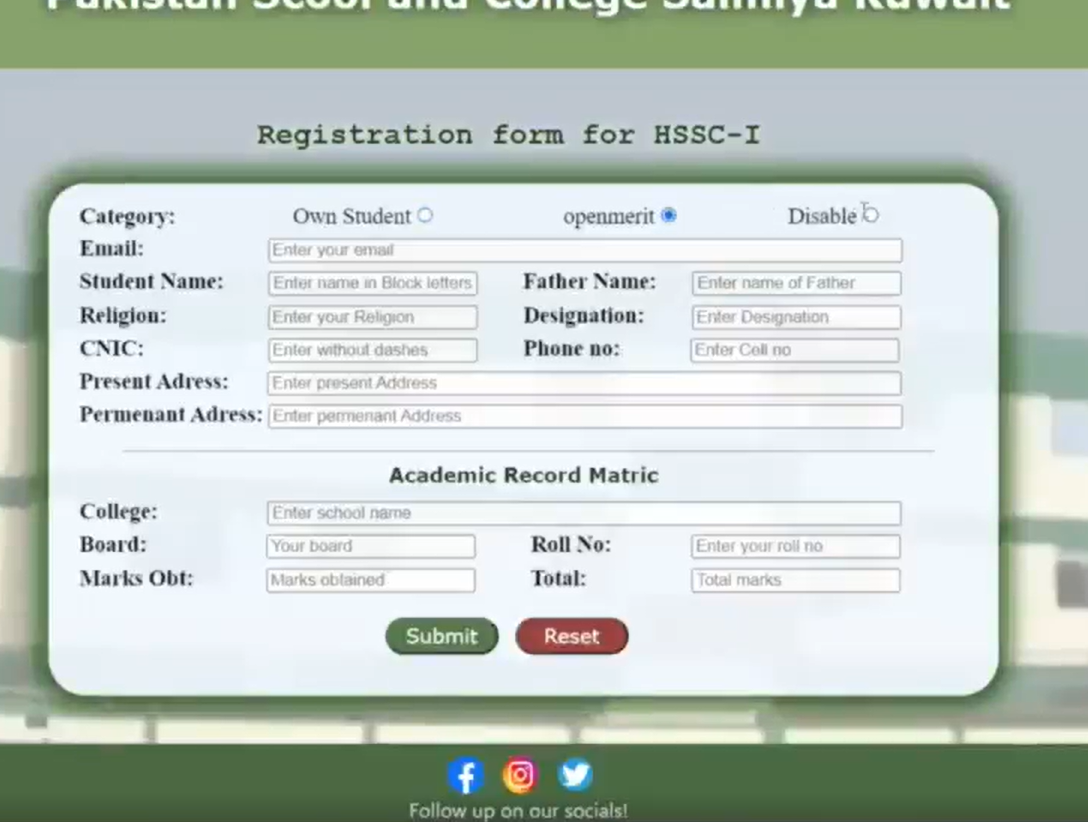 Pakistan Scool and College Salmiya Kuwait
Registration form for HSSC-I
Category: Own Student openmerit Disable
Email: Enter your email
Student Name: Enter name in Block letters Father Name: Enter name of Father
Religion: Enter your Religion Designation: Enter Designation
CNIC: Enter without dashes Phone no: Enter Cell no
Present Adress: Enter present Address
Permenant Adress: Enter permenant Address
Academic Record Matric
College: Enter school name
Board: Your board Roll No: Enter your roll no
Marks Obt: Marks obtained Total: Total marks
Submit Reset
Follow up on our socials!